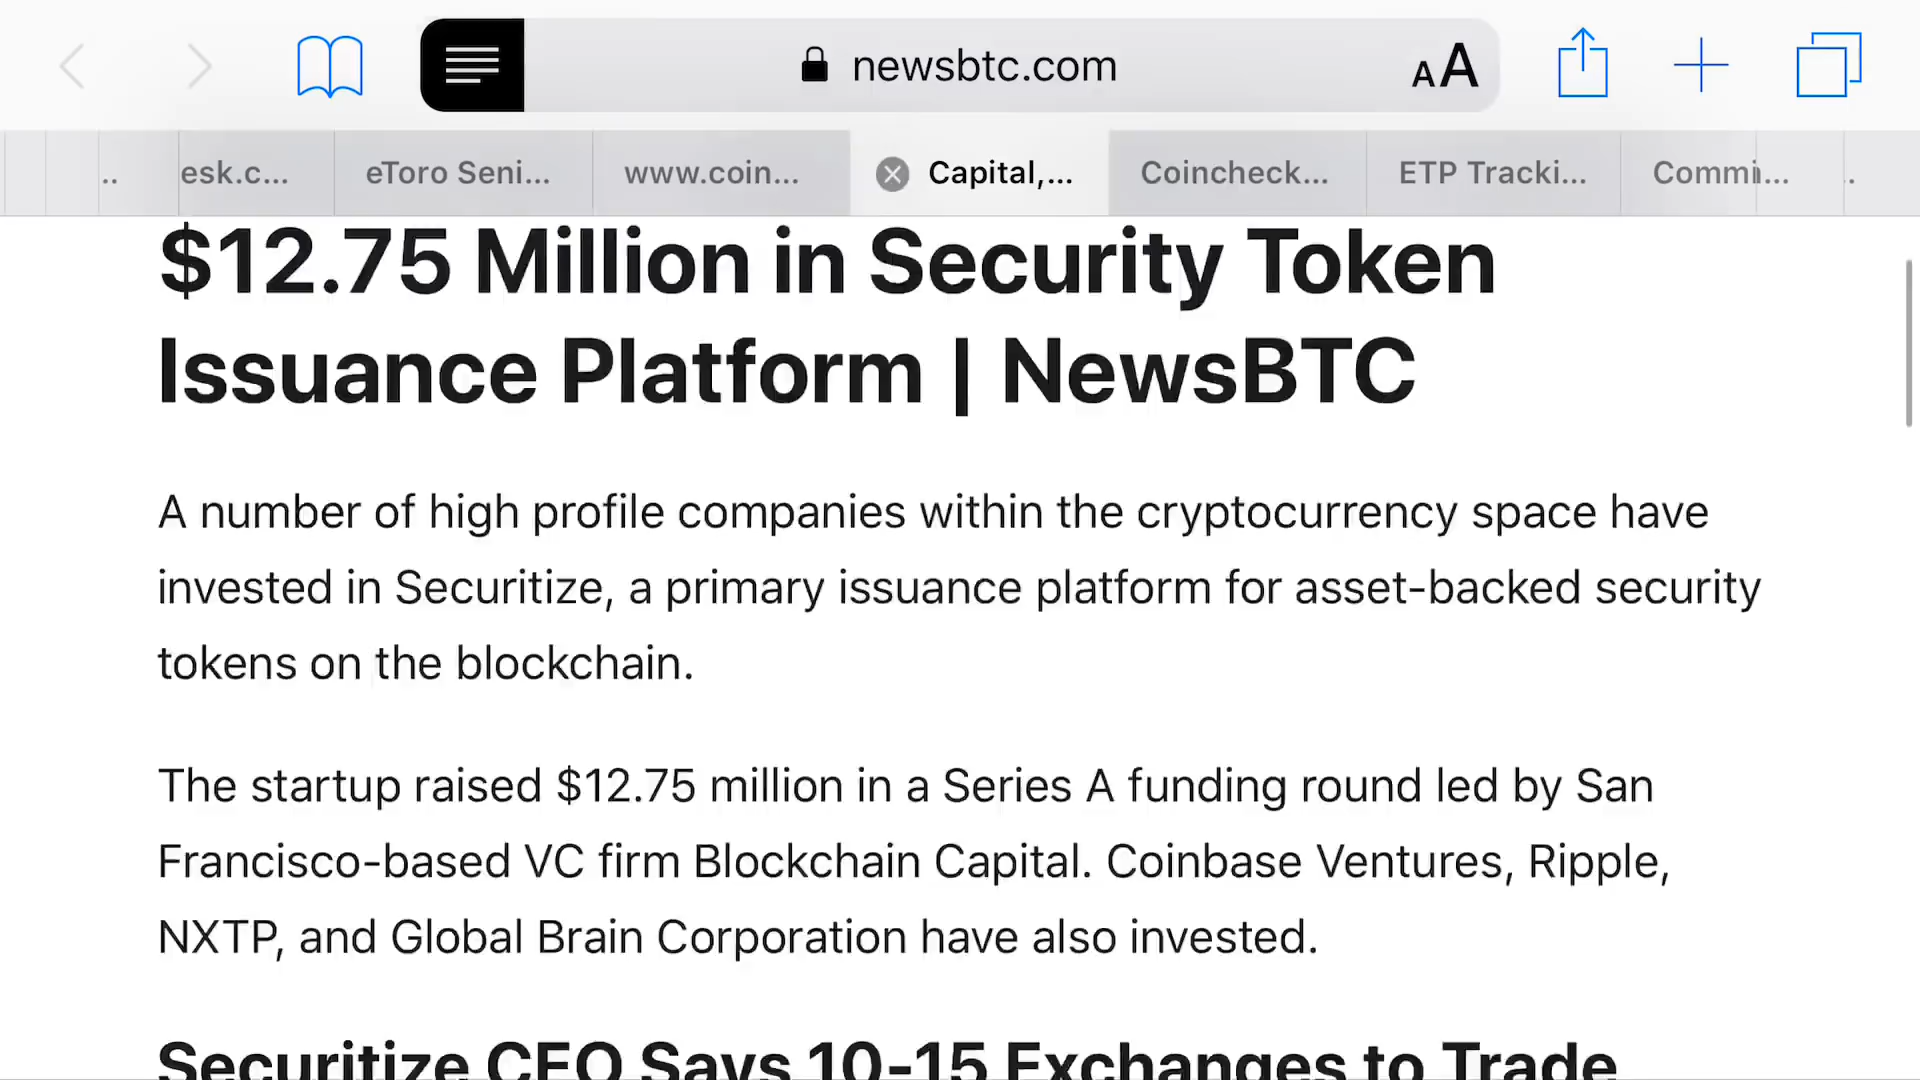 newsbtc.com
AA
..
esk.c...
eToro Seni...
www.coin...
Capital,...
Coincheck...
ETP Tracki...
Commi...
..
$12.75 Million in Security Token
Issuance Platform | NewsBTC
A number of high profile companies within the cryptocurrency space have
invested in Securitize, a primary issuance platform for asset-backed security
tokens on the blockchain.
The startup raised $12.75 million in a Series A funding round led by San
Francisco-based VC firm Blockchain Capital. Coinbase Ventures, Ripple,
NXTP, and Global Brain Corporation have also invested.
Securitize CEO Says 10-15 Exchanges to Trade